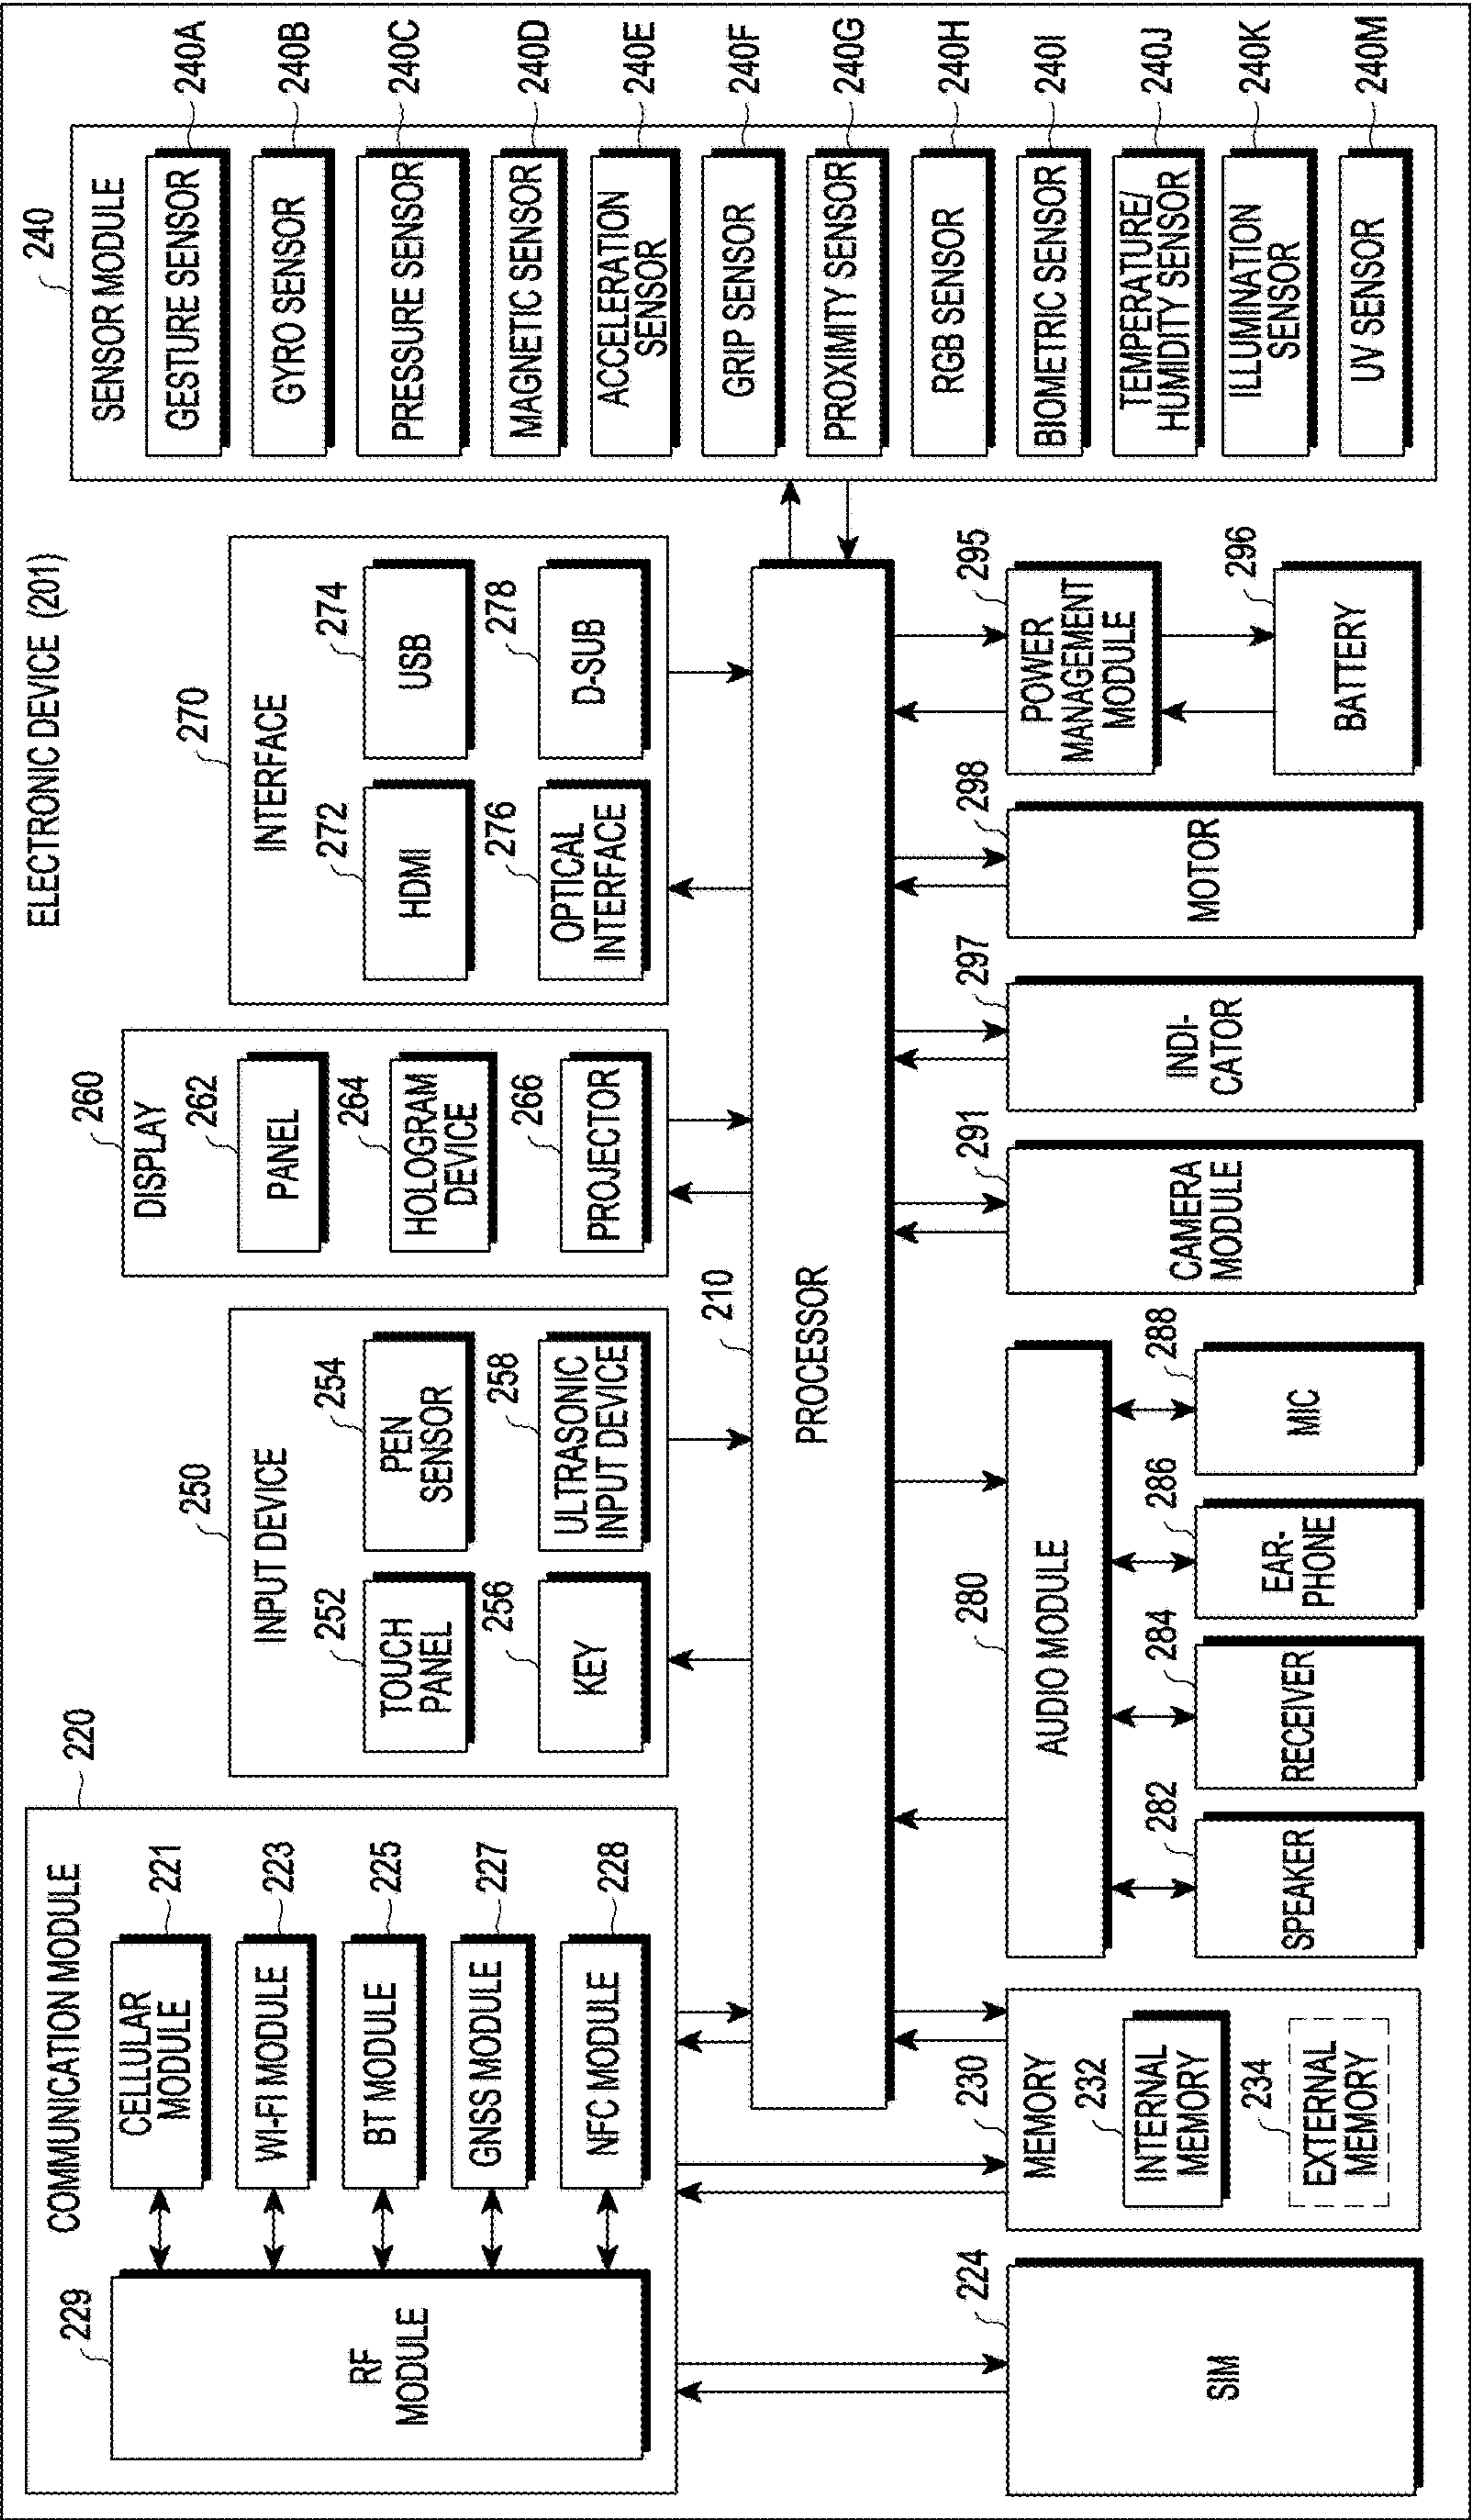 ELECTRONIC DEVICE (201)
220
COMMUNICATION MODULE
229
RF
MODULE
CELLULAR
MODULE
221
WI-FI MODULE
223
BT MODULE
225
GNSS MODULE
227
NFC MODULE
228
250
INPUT DEVICE
252
TOUCH
PANEL
254
PEN
SENSOR
256
KEY
258
ULTRASONIC
INPUT DEVICE
260
DISPLAY
262
PANEL
264
HOLOGRAM
DEVICE
266
PROJECTOR
270
INTERFACE
272
HDMI
274
USB
276
OPTICAL
INTERFACE
278
D-SUB
240
SENSOR MODULE
GESTURE SENSOR
240A
GYRO SENSOR
240B
PRESSURE SENSOR
240C
MAGNETIC SENSOR
240D
ACCELERATION
SENSOR
240E
GRIP SENSOR
240F
PROXIMITY SENSOR
240G
RGB SENSOR
240H
BIOMETRIC SENSOR
240I
TEMPERATURE/
HUMIDITY SENSOR
240J
ILLUMINATION
SENSOR
240K
UV SENSOR
240M
210
PROCESSOR
224
SIM
230
MEMORY
232
INTERNAL
MEMORY
234
EXTERNAL
MEMORY
280
AUDIO MODULE
282
SPEAKER
284
RECEIVER
286
EAR-
PHONE
288
MIC
291
CAMERA
MODULE
297
INDI-
CATOR
298
MOTOR
295
POWER
MANAGEMENT
MODULE
296
BATTERY